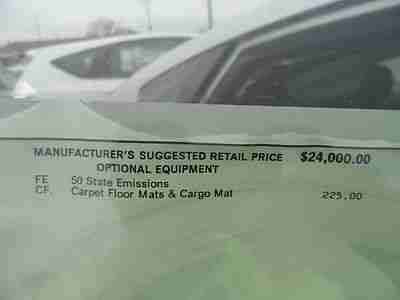 MANUFACTURER'S SUGGESTED RETAIL PRICE $24,000.00
OPTIONAL EQUIPMENT
FE 50 State Emissions
CF. Carpet Floor Mats & Cargo Mat 225.00